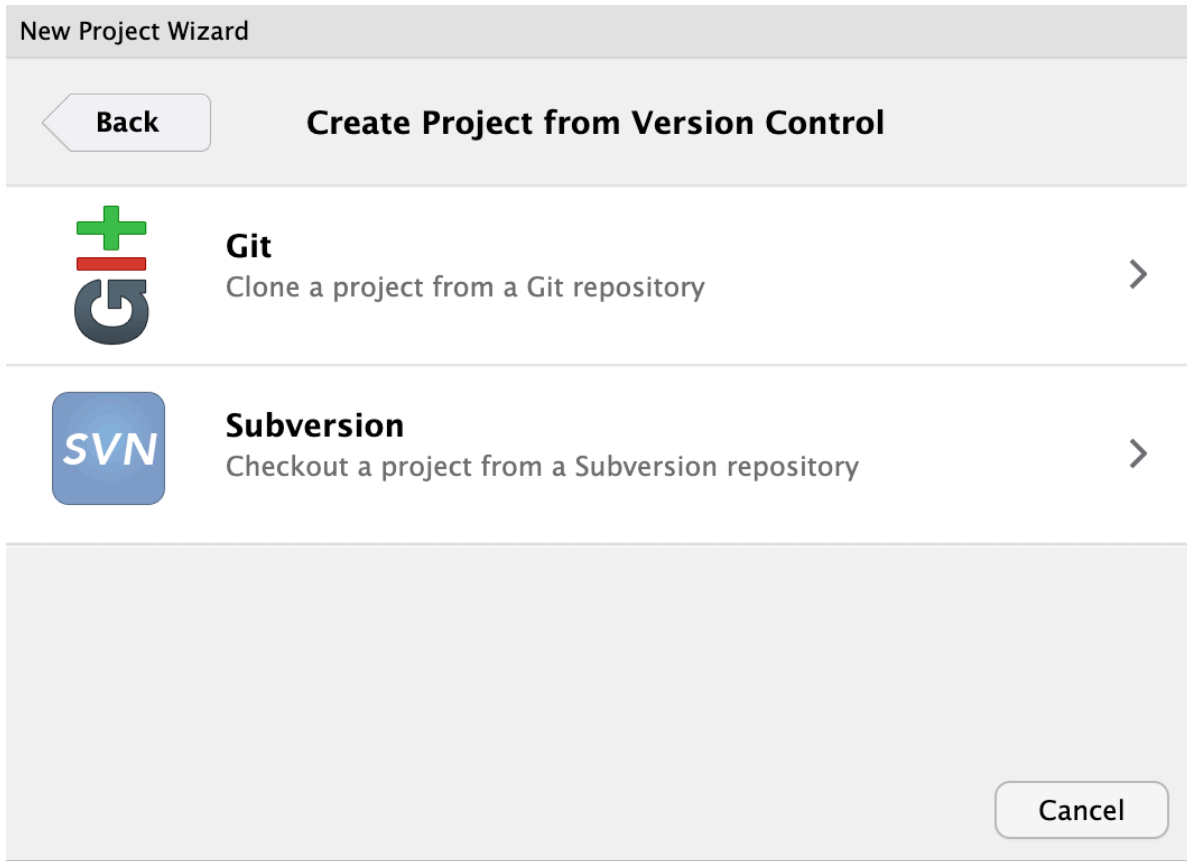 New Project Wizard
Back
Create Project from Version Control
Git
Git
Clone a project from a Git repository
SVN
Subversion
Checkout a project from a Subversion repository
Cancel